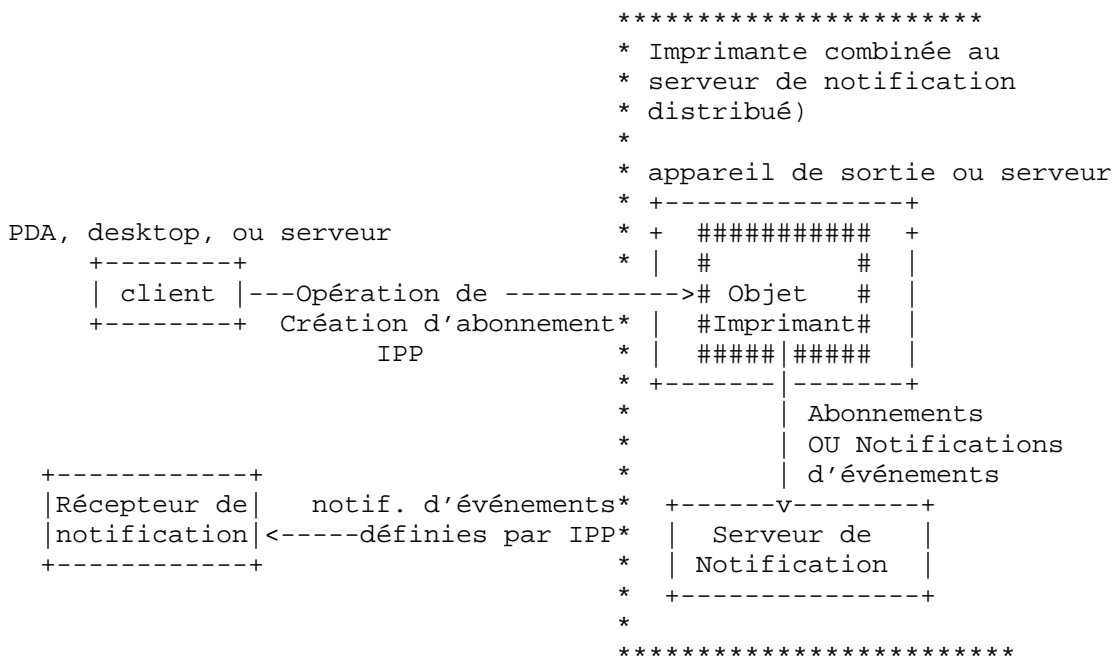 ************************
* Imprimante combinée au
* serveur de notification
* distribué)
*
* appareil de sortie ou serveur
* +---------------+
PDA, desktop, ou serveur * + ########### +
+--------+ * | # # |
| client |---Opération de -----------># Objet # |
+--------+ Création d'abonnement* | #Imprimant# |
IPP * | #####|##### |
* +-------|-------+
* | Abonnements
* | OU Notifications
+------------+ * | d'événements
|Récepteur de| notif. d'événements* +------v--------+
|notification|<-----définies par IPP* | Serveur de |
+------------+ * | Notification |
* +---------------+
*
*************************